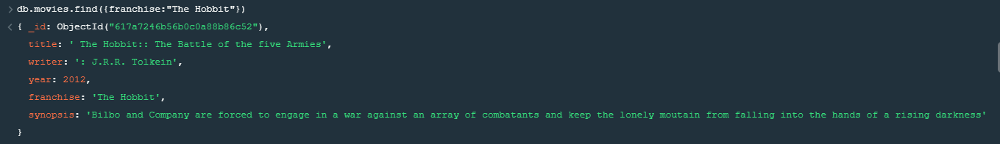 > db.movies.find({franchise:"The Hobbit"})
< { _id: ObjectId("617a7246b56b0c0a88b86c52"),
title: ' The Hobbit:: The Battle of the five Armies',
writer: ': J.R.R. Tolkein',
year: 2012,
franchise: 'The Hobbit',
synopsis: 'Bilbo and Company are forced to engage in a war against an array of combatants and keep the lonely moutain from falling into the hands of a rising darkness'
}